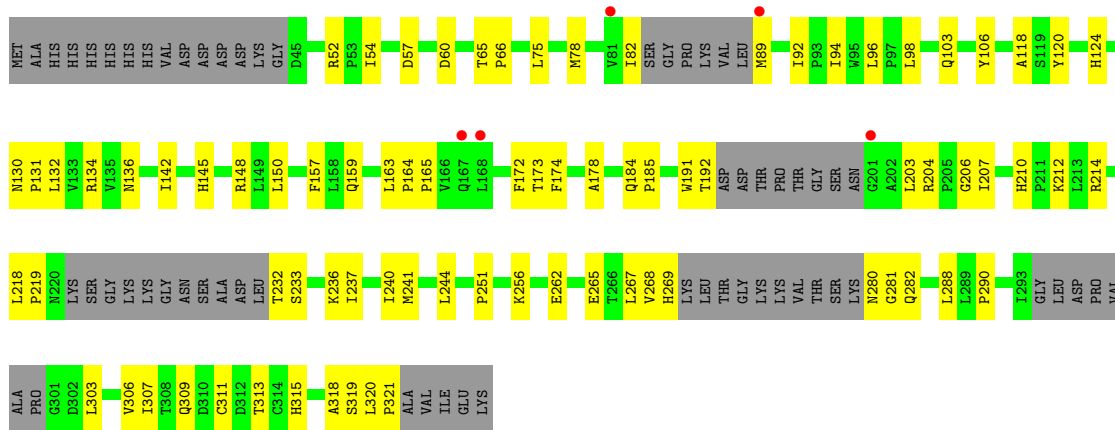 MET ALA HIS HIS HIS HIS HIS HIS VAL ASP ASP ASP ASP LYS GLY D45 R52 P53 I54 D57 D60 T65 P66 L75 M78 V81 I82 SER GLY PRO LYS VAL LEU M89 I92 P93 I94 W95 L96 P97 L98 Q103 Y106 A118 S119 Y120 H124
N130 P131 L132 V133 R134 V135 N136 I142 H145 R148 L149 L150 F157 L158 Q159 L163 P164 P165 V166 Q167 L168 F172 T173 F174 A178 Q184 P185 W191 T192 ASP ASP THR PRO THR GLY SER ASN G201 A202 L203 R204 P205 G206 I207 H210 P211 K212 L213 R214
L218 P219 N220 LYS SER GLY LYS LYS GLY ASN SER ALA ASP LEU T232 S233 K236 I237 I240 M241 L244 P251 K256 E262 E265 T266 L267 V268 H269 LYS LEU THR GLY LYS LYS VAL THR SER LYS N280 G281 Q282 L288 L289 P290 I293 GLY LEU ASP PRO VAL
ALA PRO G301 D302 L303 V306 I307 T308 Q309 D310 C311 D312 T313 C314 H315 A318 S319 L320 P321 ALA VAL ILE GLU LYS